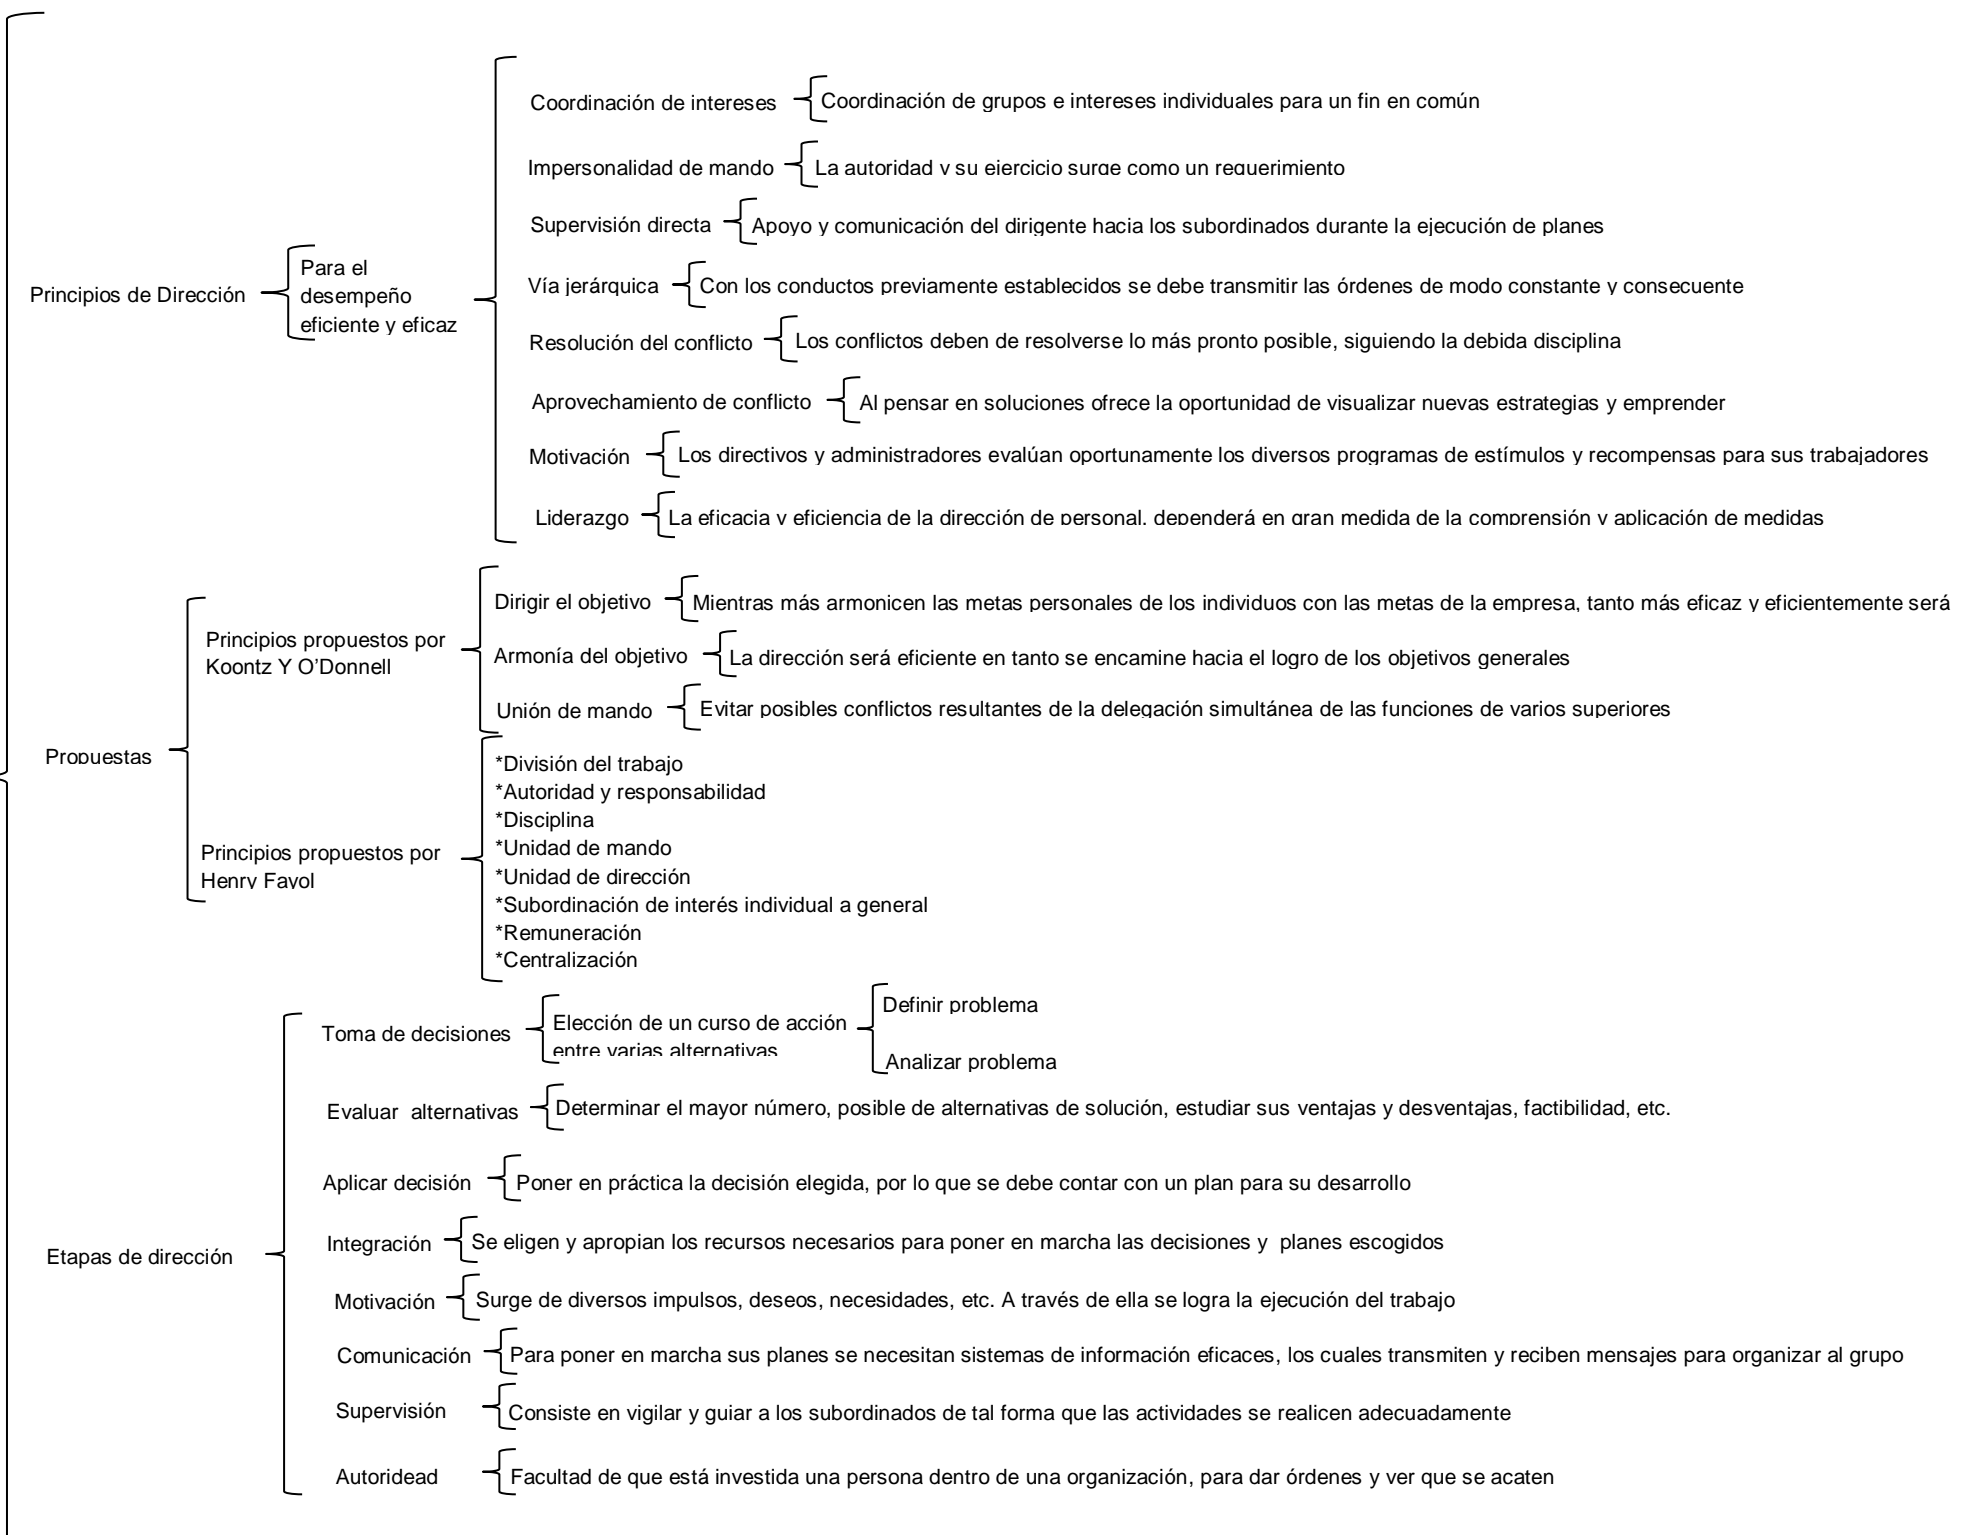 Principios de Dirección
Para el
desempeño
eficiente y eficaz
Coordinación de intereses
Coordinación de grupos e intereses individuales para un fin en común
Impersonalidad de mando
La autoridad y su ejercicio surge como un requerimiento
Supervisión directa
Apoyo y comunicación del dirigente hacia los subordinados durante la ejecución de planes
Vía jerárquica
Con los conductos previamente establecidos se debe transmitir las órdenes de modo constante y consecuente
Resolución del conflicto
Los conflictos deben de resolverse lo más pronto posible, siguiendo la debida disciplina
Aprovechamiento de conflicto
Al pensar en soluciones ofrece la oportunidad de visualizar nuevas estrategias y emprender
Motivación
Los directivos y administradores evalúan oportunamente los diversos programas de estímulos y recompensas para sus trabajadores
Liderazgo
La eficacia y eficiencia de la dirección de personal, dependerá en gran medida de la comprensión y aplicación de medidas
Propuestas
Principios propuestos por
Koontz Y O’Donnell
Dirigir el objetivo
Mientras más armonicen las metas personales de los individuos con las metas de la empresa, tanto más eficaz y eficientemente será
Armonía del objetivo
La dirección será eficiente en tanto se encamine hacia el logro de los objetivos generales
Unión de mando
Evitar posibles conflictos resultantes de la delegación simultánea de las funciones de varios superiores
Principios propuestos por
Henry Fayol
*División del trabajo
*Autoridad y responsabilidad
*Disciplina
*Unidad de mando
*Unidad de dirección
*Subordinación de interés individual a general
*Remuneración
*Centralización
Etapas de dirección
Toma de decisiones
Elección de un curso de acción
entre varias alternativas
Definir problema
Analizar problema
Evaluar  alternativas
Determinar el mayor número, posible de alternativas de solución, estudiar sus ventajas y desventajas, factibilidad, etc.
Aplicar decisión
Poner en práctica la decisión elegida, por lo que se debe contar con un plan para su desarrollo
Integración
Se eligen y apropian los recursos necesarios para poner en marcha las decisiones y  planes escogidos
Motivación
Surge de diversos impulsos, deseos, necesidades, etc. A través de ella se logra la ejecución del trabajo
Comunicación
Para poner en marcha sus planes se necesitan sistemas de información eficaces, los cuales transmiten y reciben mensajes para organizar al grupo
Supervisión
Consiste en vigilar y guiar a los subordinados de tal forma que las actividades se realicen adecuadamente
Autoridead
Facultad de que está investida una persona dentro de una organización, para dar órdenes y ver que se acaten